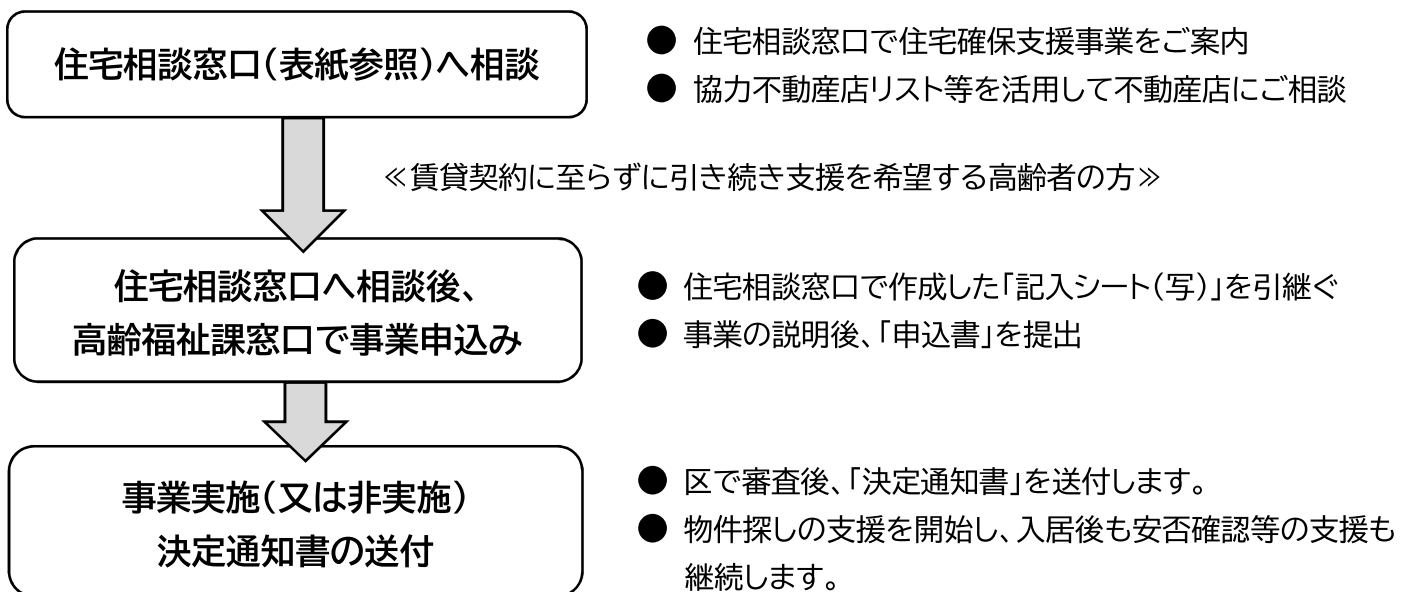 住宅相談窓口(表紙参照)へ相談
● 住宅相談窓口で住宅確保支援事業をご案内
● 協力不動産店リスト等を活用して不動産店にご相談
≪賃貸契約に至らずに引き続き支援を希望する高齢者の方≫
住宅相談窓口へ相談後、
高齢福祉課窓口で事業申込み
● 住宅相談窓口で作成した「記入シート(写)」を引継ぐ
● 事業の説明後、「申込書」を提出
事業実施(又は非実施)
決定通知書の送付
● 区で審査後、「決定通知書」を送付します。
● 物件探しの支援を開始し、入居後も安否確認等の支援も
継続します。